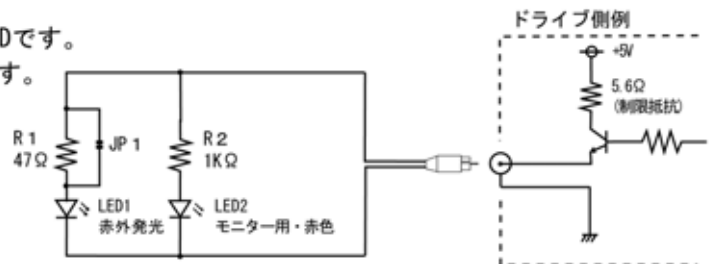 Dです。
す。
ドライブ側例
+5V
5.6Ω
(制限抵抗)
R1
47Ω
JP1
R2
1KΩ
LED1
赤外発光
LED2
モニター用・赤色